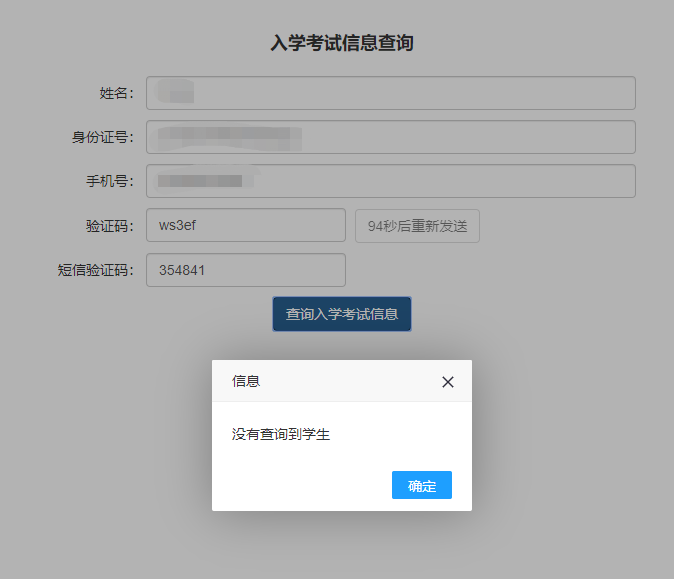 入学考试信息查询
姓名：
身份证号：
手机号：
验证码： ws3ef 94秒后重新发送
短信验证码： 354841
查询入学考试信息
信息
没有查询到学生
确定